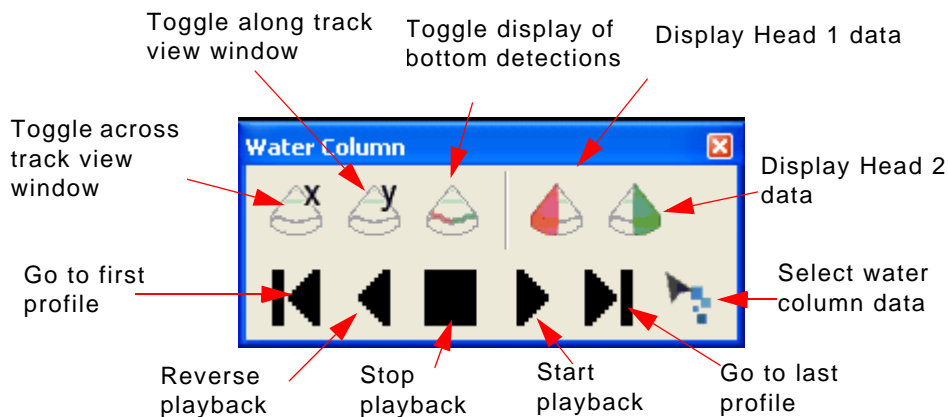 Toggle along track
view window
Toggle display of
bottom detections
Display Head 1 data
Toggle across
track view
window
Water Column
x
y
Display Head 2
data
Go to first
profile
Select water
column data
Reverse
playback
Stop
playback
Start
playback
Go to last
profile